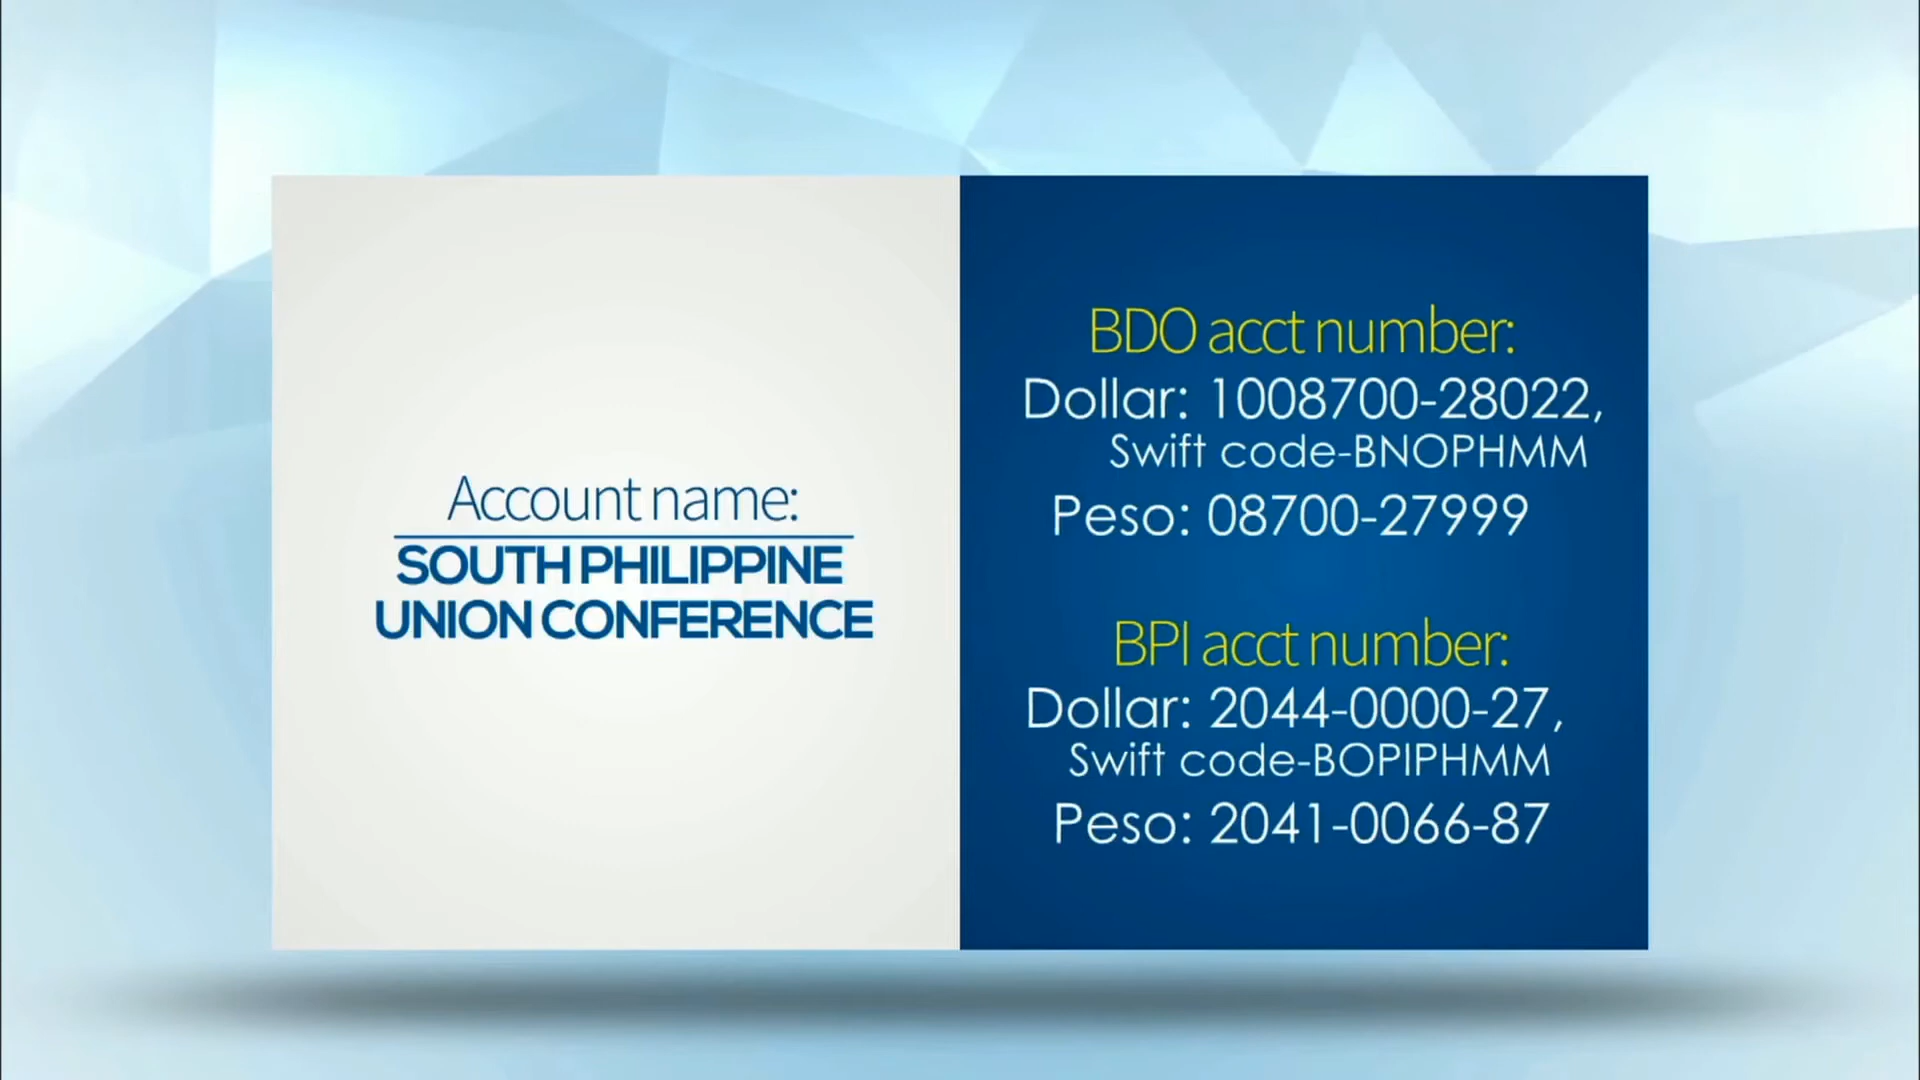 Account name:
SOUTH PHILIPPINE
UNION CONFERENCE
BDO acct number:
Dollar: 1008700-28022,
Swift code-BNOPHMM
Peso: 08700-27999
BPI acct number:
Dollar: 2044-0000-27,
Swift code-BOPIPHMM
Peso: 2041-0066-87